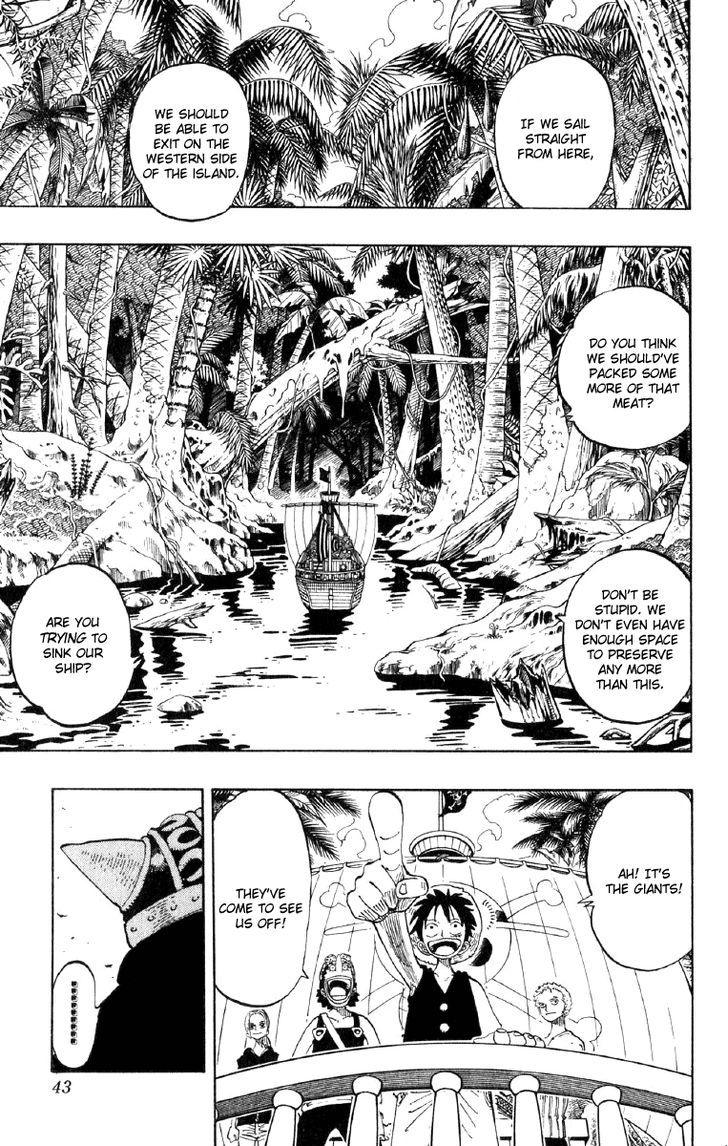 IF WE SAIL
STRAIGHT
FROM HERE,
WE SHOULD
BE ABLE TO
EXIT ON THE
WESTERN SIDE
OF THE ISLAND.
DO YOU THINK
WE SHOULD'VE
PACKED SOME
MORE OF THAT
MEAT?
DON'T BE
STUPID. WE
DON'T EVEN HAVE
ENOUGH SPACE
TO PRESERVE
ANY MORE
THAN THIS.
ARE YOU
TRYING TO
SINK OUR
SHIP?
AH! IT'S
THE GIANTS!
THEY'VE
COME TO SEE
US OFF!
.........
43